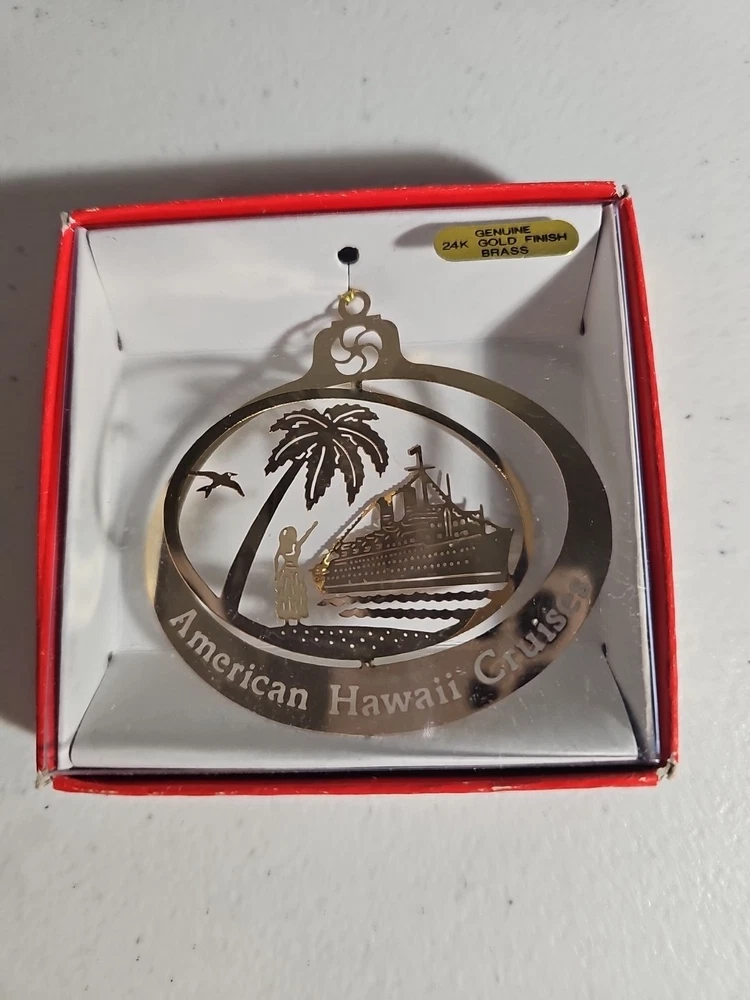 GENUINE
24K GOLD FINISH
BRASS
American Hawaii Cruises